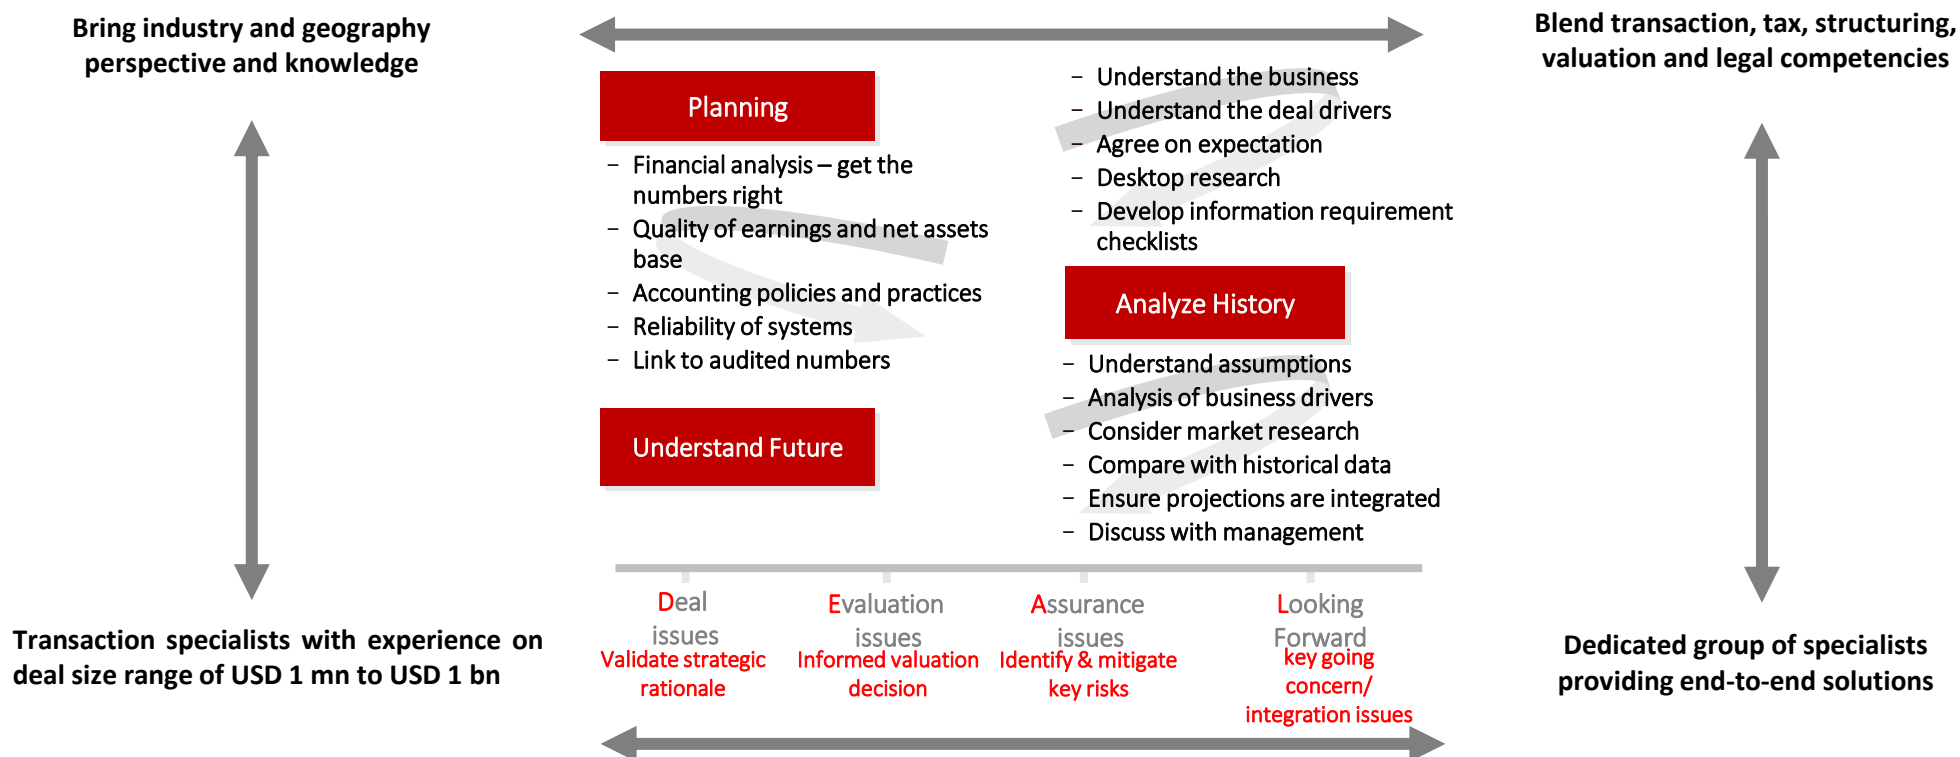 Bring industry and geography
perspective and knowledge
Blend transaction, tax, structuring,
valuation and legal competencies
Planning
– Understand the business
– Understand the deal drivers
– Agree on expectation
– Desktop research
– Develop information requirement
checklists
– Financial analysis – get the
numbers right
– Quality of earnings and net assets
base
– Accounting policies and practices
– Reliability of systems
– Link to audited numbers
Analyze History
– Understand assumptions
– Analysis of business drivers
– Consider market research
– Compare with historical data
– Ensure projections are integrated
– Discuss with management
Understand Future
Deal
issues
Validate strategic
rationale
Evaluation
issues
Informed valuation
decision
Assurance
issues
Identify & mitigate
key risks
Looking
Forward
key going
concern/
integration issues
Transaction specialists with experience on
deal size range of USD 1 mn to USD 1 bn
Dedicated group of specialists
providing end-to-end solutions